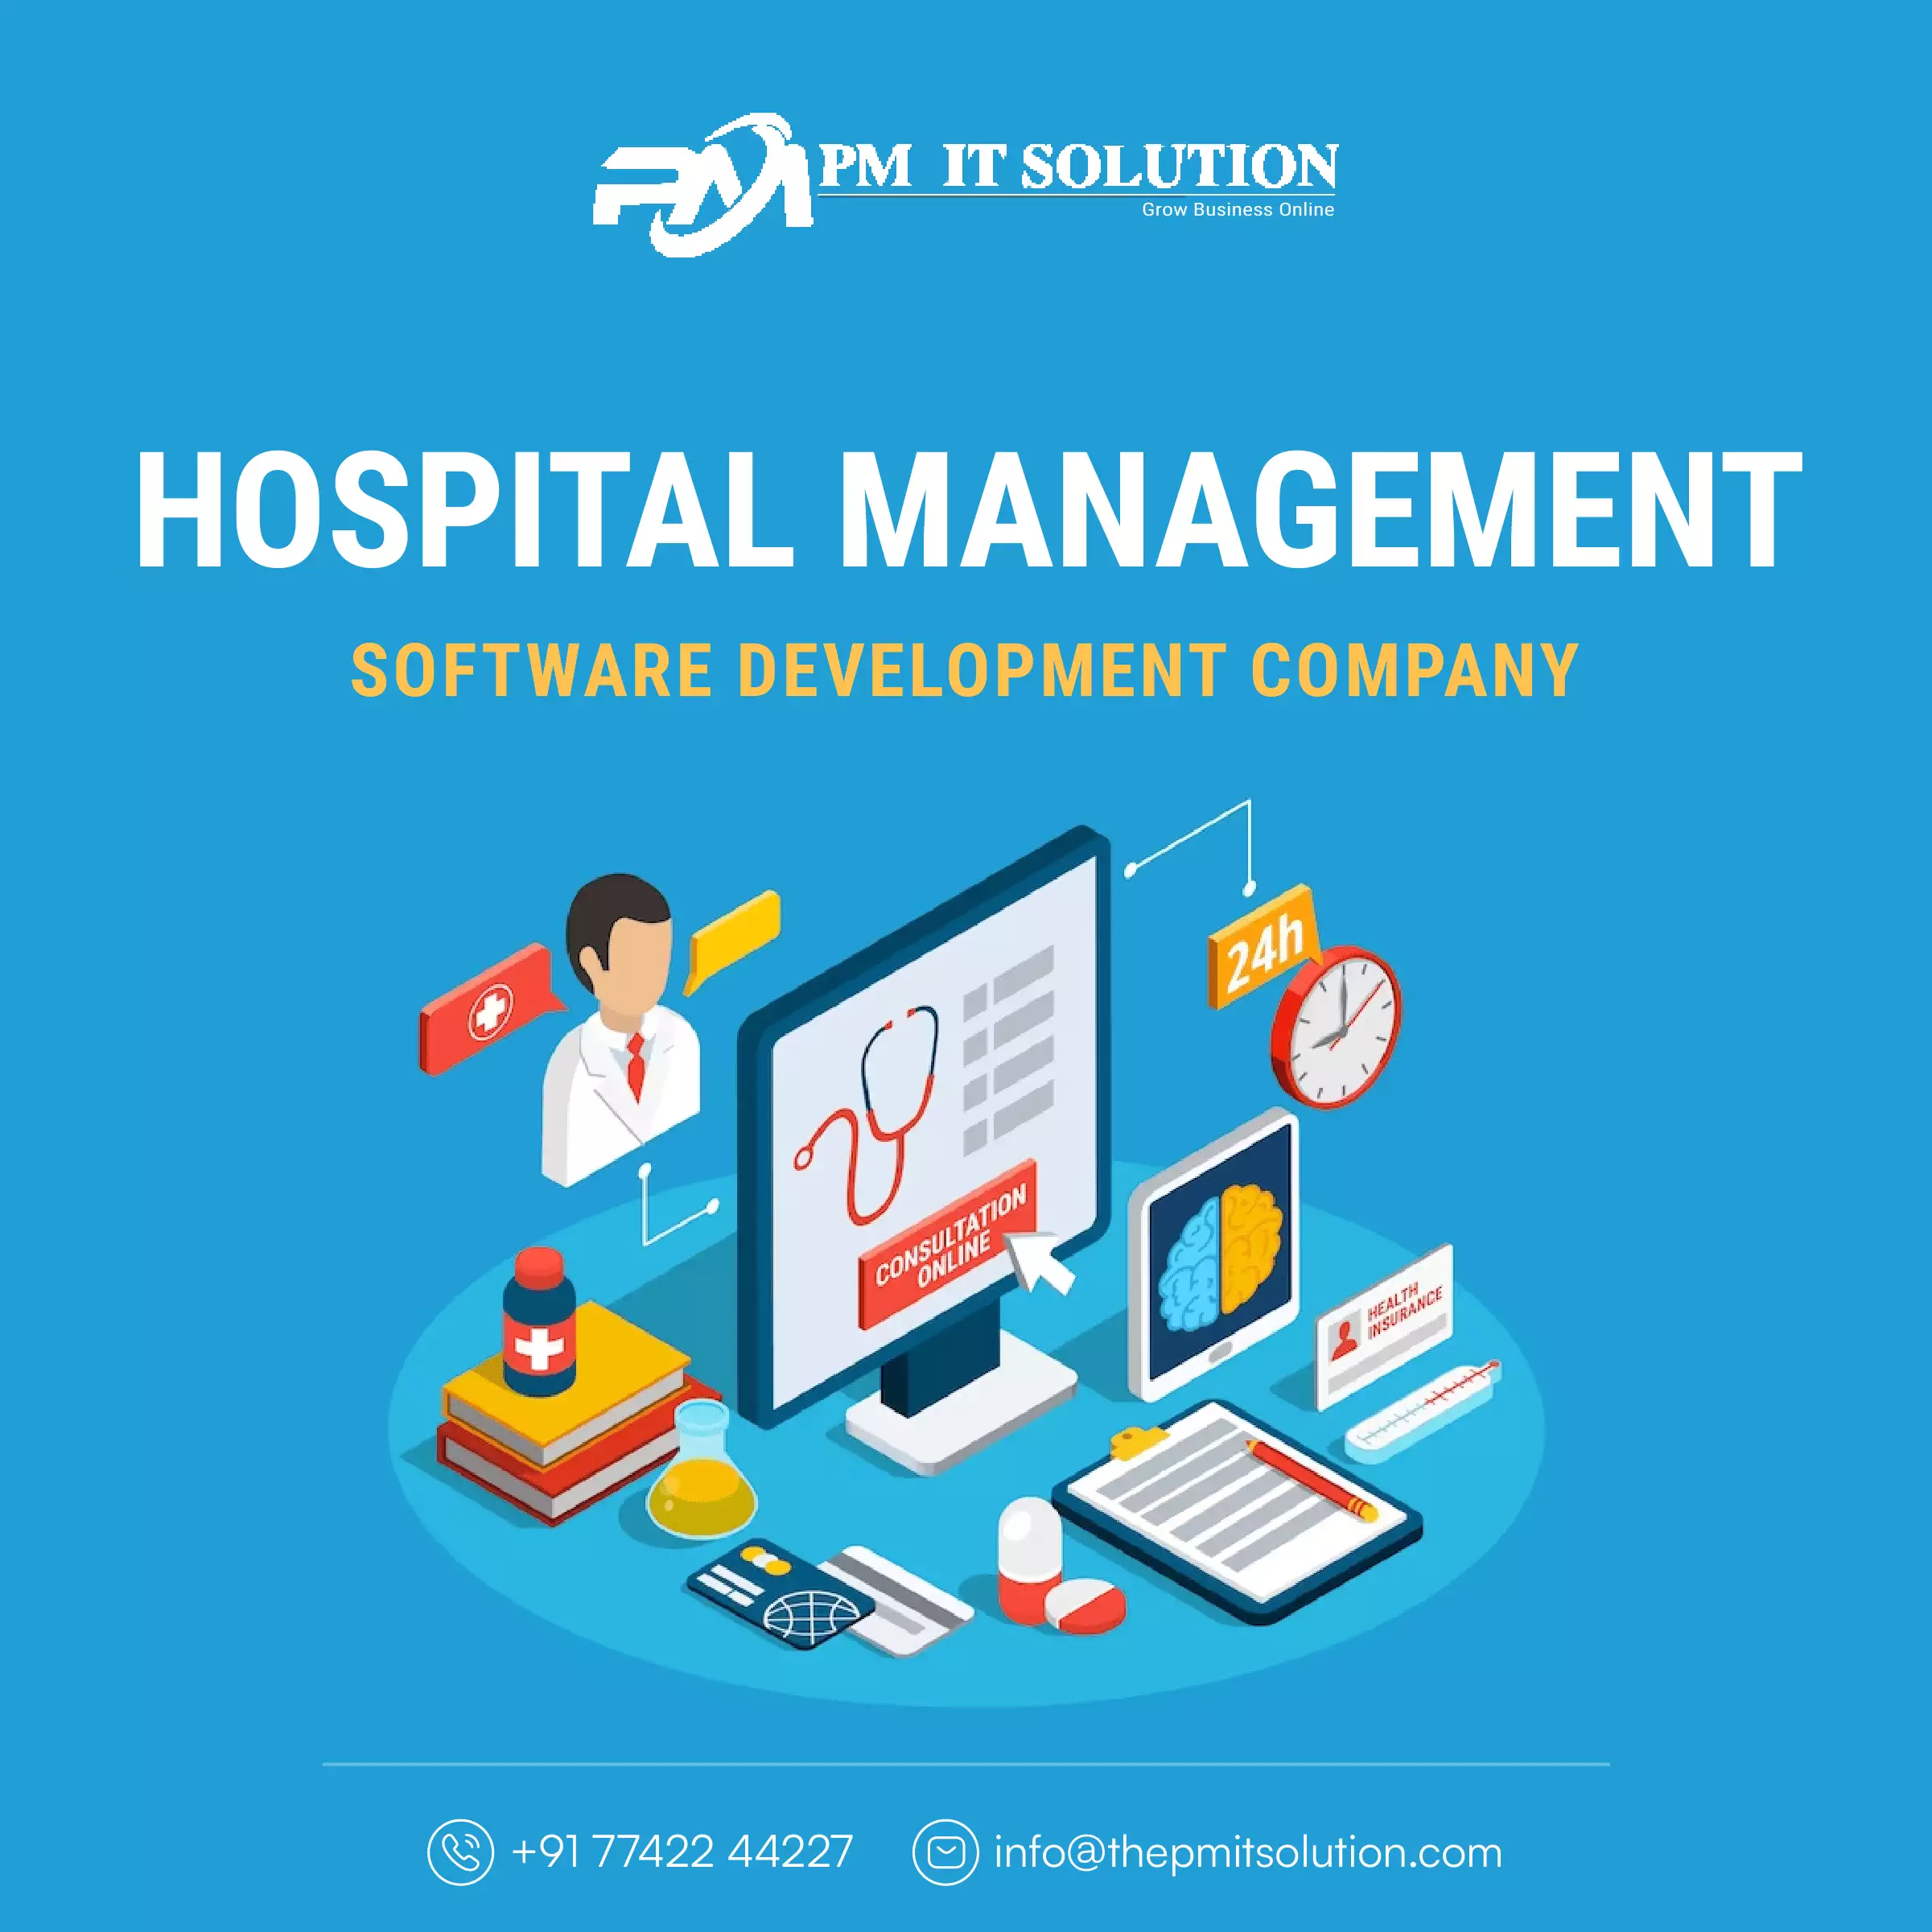 PM IT SOLUTION
Grow Business Online
HOSPITAL MANAGEMENT
SOFTWARE DEVELOPMENT COMPANY
24h
CONSULTATION
ONLINE
HEALTH
INSURANCE
+91 77422 44227
info@thepmitsolution.com